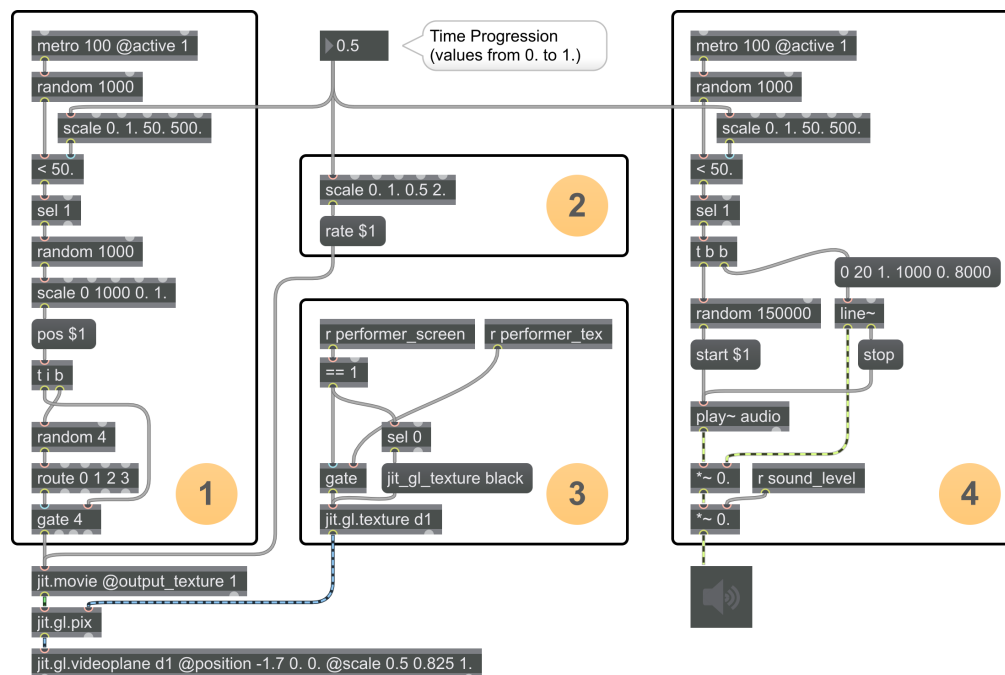 metro 100 @active 1
random 1000
scale 0. 1. 50. 500.
< 50.
sel 1
random 1000
scale 0 1000 0. 1.
pos $1
t i b
random 4
route 0 1 2 3
gate 4
1
jit.movie @output_texture 1
jit.gl.pix
jit.gl.videoplane d1 @position -1.7 0. 0. @scale 0.5 0.825 1.
0.5
Time Progression
(values from 0. to 1.)
scale 0. 1. 0.5 2.
rate $1
2
r performer_screen
r performer_tex
== 1
sel 0
gate
jit_gl_texture black
jit.gl.texture d1
3
metro 100 @active 1
random 1000
scale 0. 1. 50. 500.
< 50.
sel 1
t b b
0 20 1. 1000 0. 8000
random 150000
line~
start $1
stop
play~ audio
*~ 0.
r sound_level
*~ 0.
4